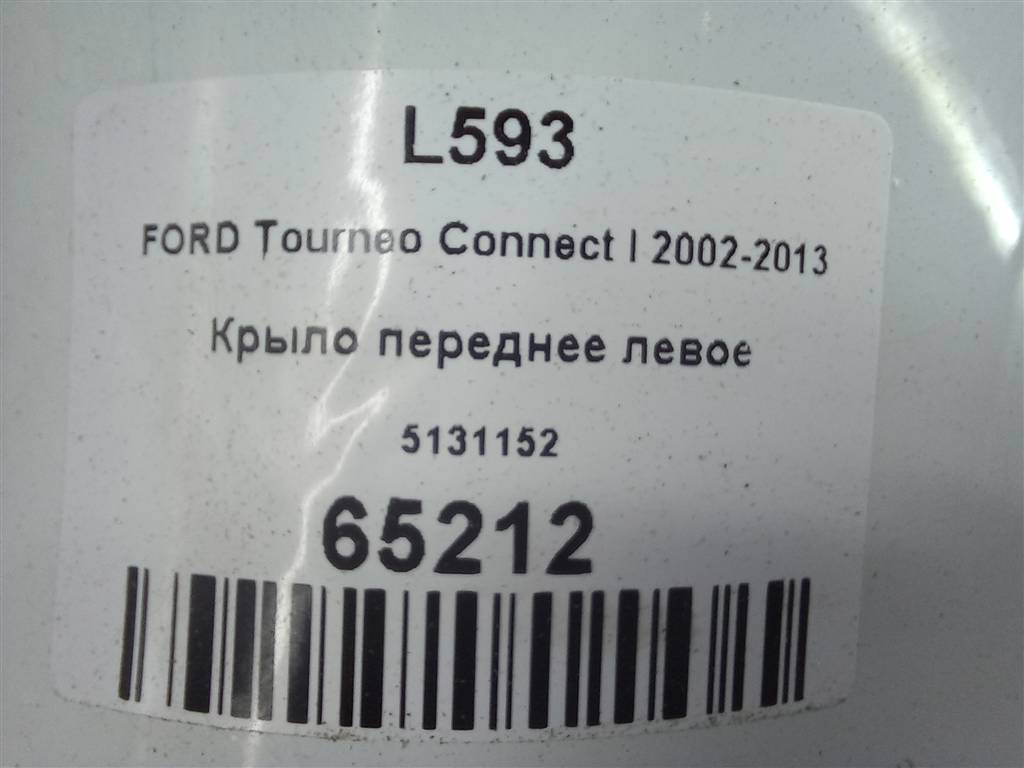 L593
FORD Tourneo Connect I 2002-2013
Крыло переднее левое
5131152
65212